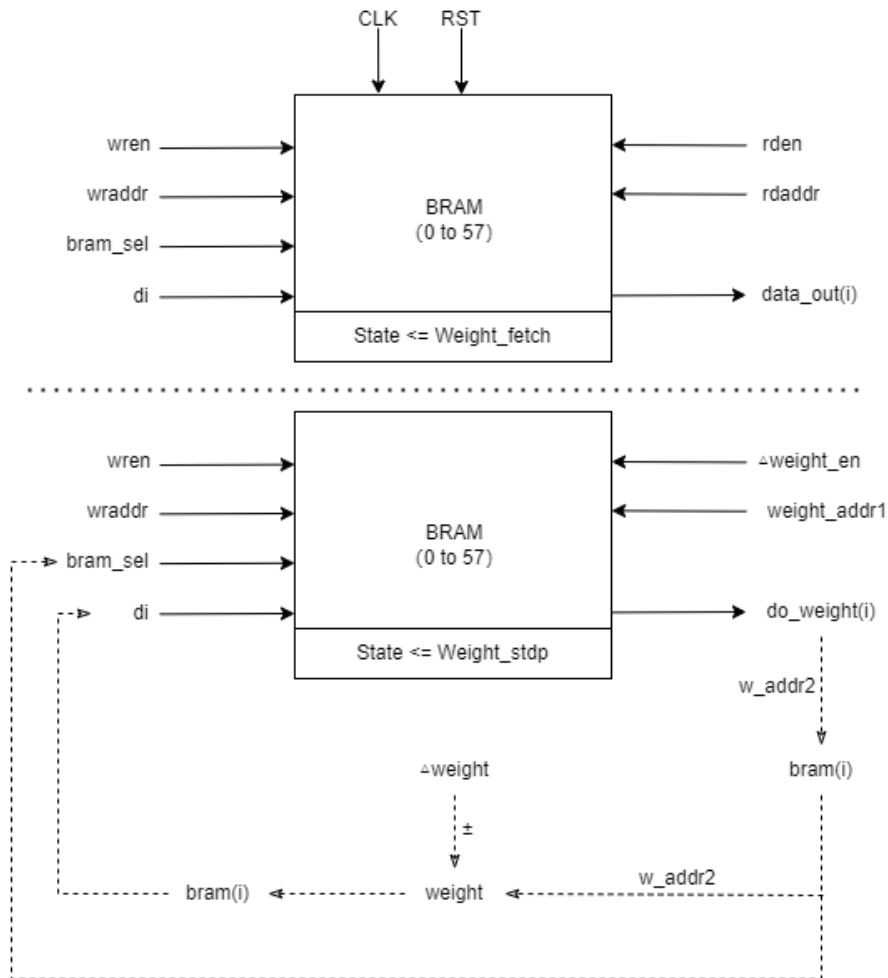 CLK RST
wren
rden
wraddr
rdaddr
BRAM
(0 to 57)
bram_sel
di
data_out(i)
State <= Weight_fetch
wren
▵weight_en
wraddr
weight_addr1
BRAM
(0 to 57)
bram_sel
di
do_weight(i)
State <= Weight_stdp
w_addr2
▵weight
bram(i)
±
w_addr2
bram(i)
weight